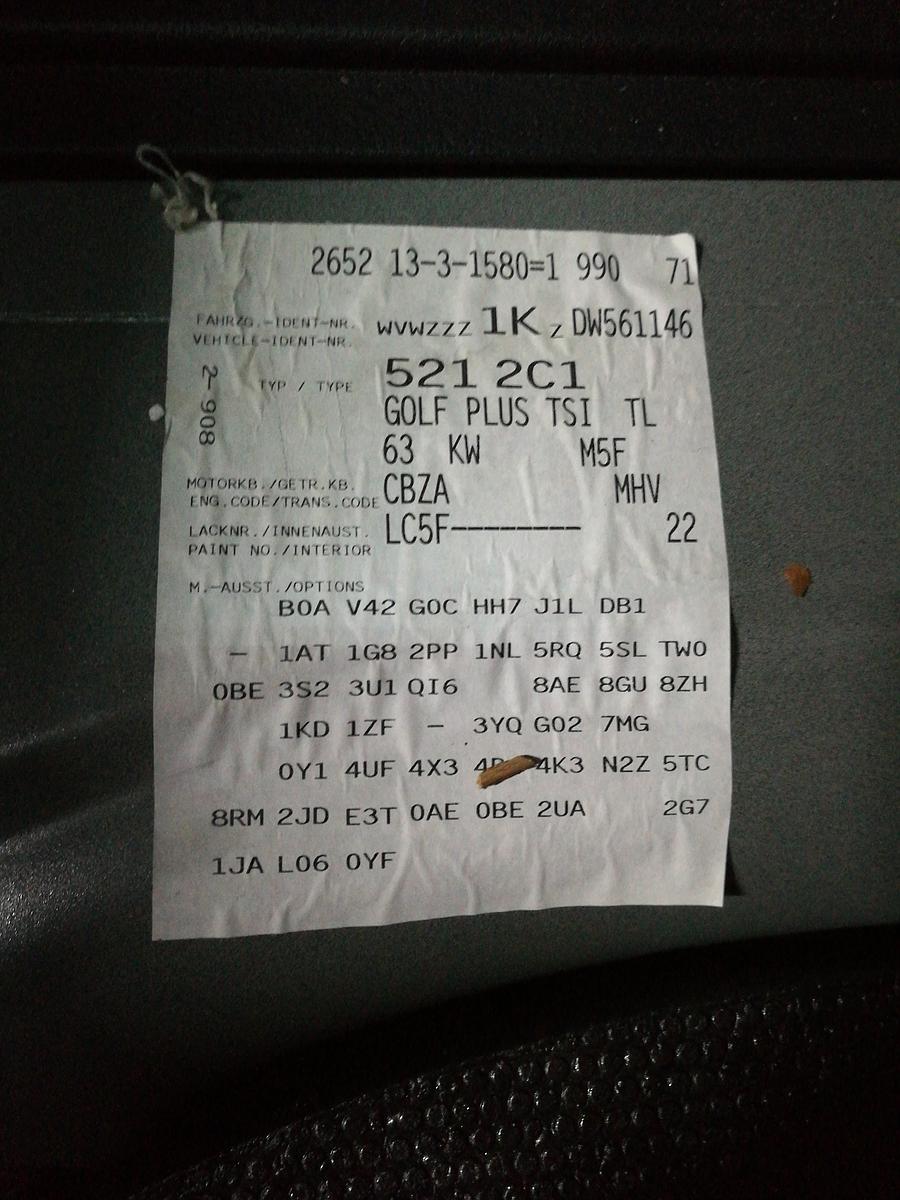 2652 13-3-1580=1 990 71
FAHRZG.-IDENT-NR.
VEHICLE-IDENT-NR.
WVWZZZ 1K Z DW561146
2-908
TYP / TYPE
521 2C1
GOLF PLUS TSI TL
63 KW M5F
MOTORKB./GETR.KB.
ENG.CODE/TRANS.CODE
CBZA MHV
LACKNR./INNENAUST.
PAINT NO./INTERIOR
LC5F-------- 22
M.-AUSST./OPTIONS
B0A V42 G0C HH7 J1L DB1
- 1AT 1G8 2PP 1NL 5RQ 5SL TW0
0BE 3S2 3U1 QI6 8AE 8GU 8ZH
1KD 1ZF - 3YQ G02 7MG
0Y1 4UF 4X3 4K3 N2Z 5TC
8RM 2JD E3T 0AE 0BE 2UA 2G7
1JA L06 0YF